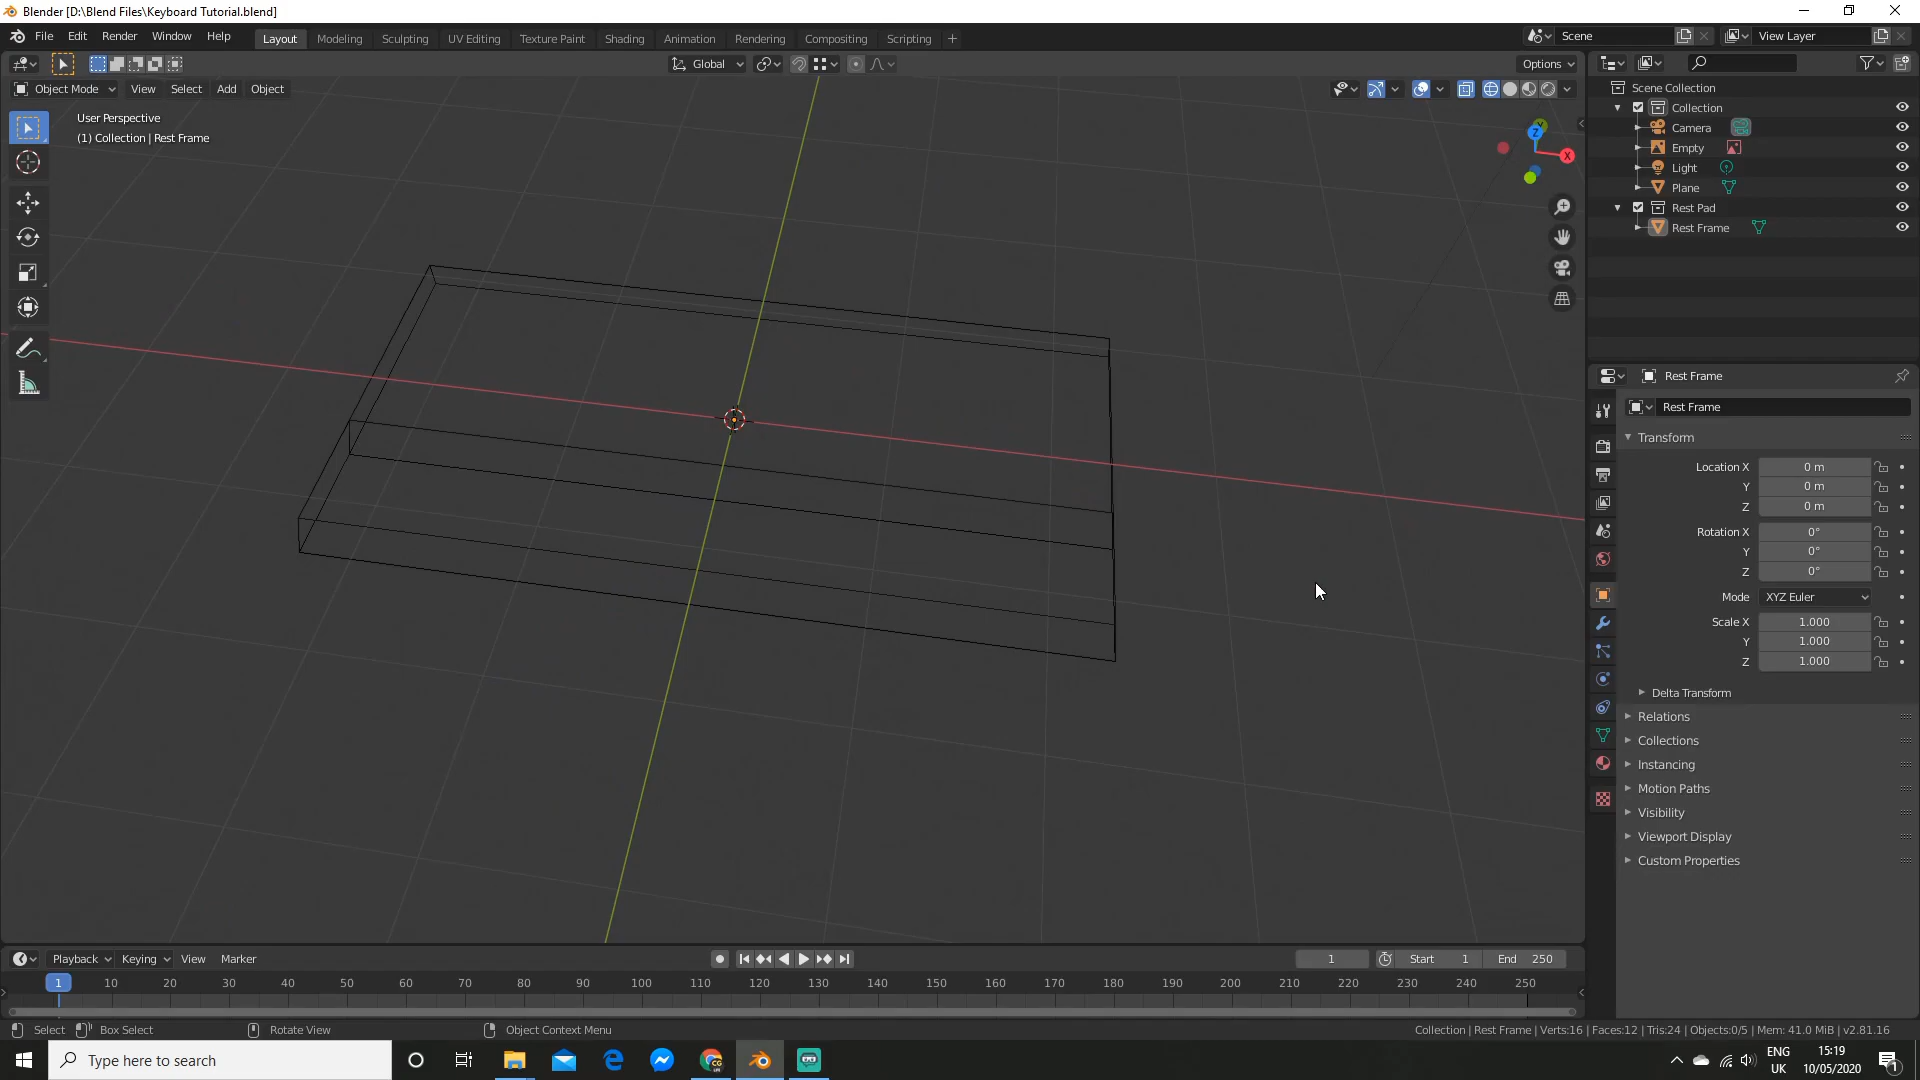 Blender [D:\Blend Files\Keyboard Tutorial.blend]
File Edit Render Window Help
Layout Modeling Sculpting UV Editing Texture Paint Shading Animation Rendering Compositing Scripting +
Scene
View Layer
Global
Options
Object Mode View Select Add Object
User Perspective
(1) Collection | Rest Frame
Z
Y
X
Scene Collection
Collection
Camera
Empty
Light
Plane
Rest Pad
Rest Frame
Rest Frame
Rest Frame
Transform
Location X 0 m
Y 0 m
Z 0 m
Rotation X 0°
Y 0°
Z 0°
Mode XYZ Euler
Scale X 1.000
Y 1.000
Z 1.000
Delta Transform
Relations
Collections
Instancing
Motion Paths
Visibility
Viewport Display
Custom Properties
Playback Keying View Marker
1 Start 1 End 250
1 10 20 30 40 50 60 70 80 90 100 110 120 130 140 150 160 170 180 190 200 210 220 230 240 250
Select Box Select Rotate View Object Context Menu
Collection | Rest Frame | Verts:16 | Faces:12 | Tris:24 | Objects:0/5 | Mem: 41.0 MiB | v2.81.16
Type here to search
ENG
UK
15:19
10/05/2020
1